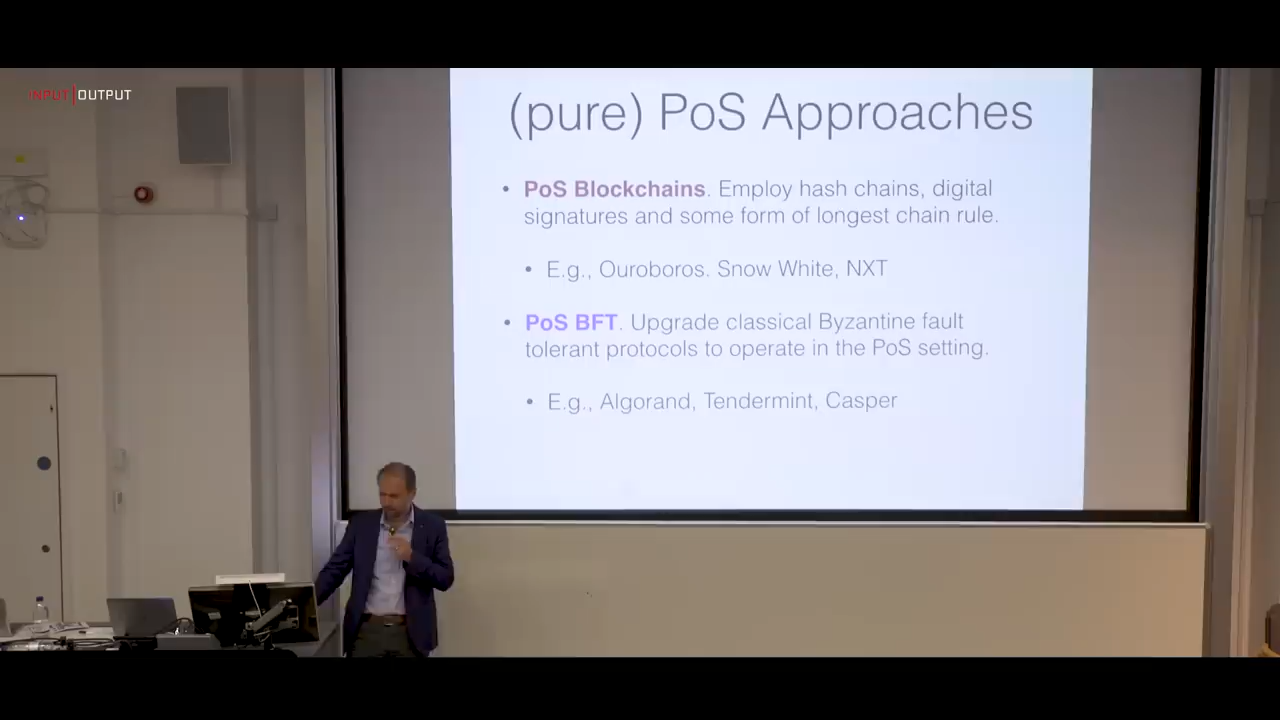 INPUT|OUTPUT
(pure) PoS Approaches
• PoS Blockchains. Employ hash chains, digital
signatures and some form of longest chain rule.
• E.g., Ouroboros. Snow White, NXT
• PoS BFT. Upgrade classical Byzantine fault
tolerant protocols to operate in the PoS setting.
• E.g., Algorand, Tendermint, Casper